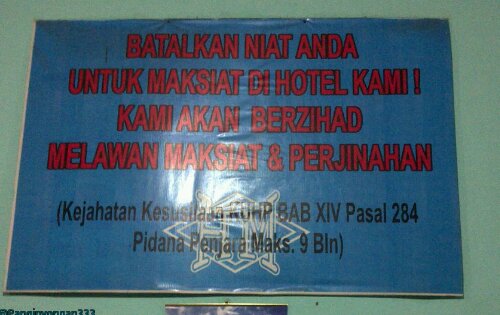 BATALKAN NIAT ANDA
UNTUK MAKSIAT DI HOTEL KAMI !
KAMI AKAN BERZIHAD
MELAWAN MAKSIAT & PERJINAHAN
(Kejahatan Kesusilaan KUHP BAB XIV Pasal 284
Pidana Penjara Maks. 9 Bln)
HM